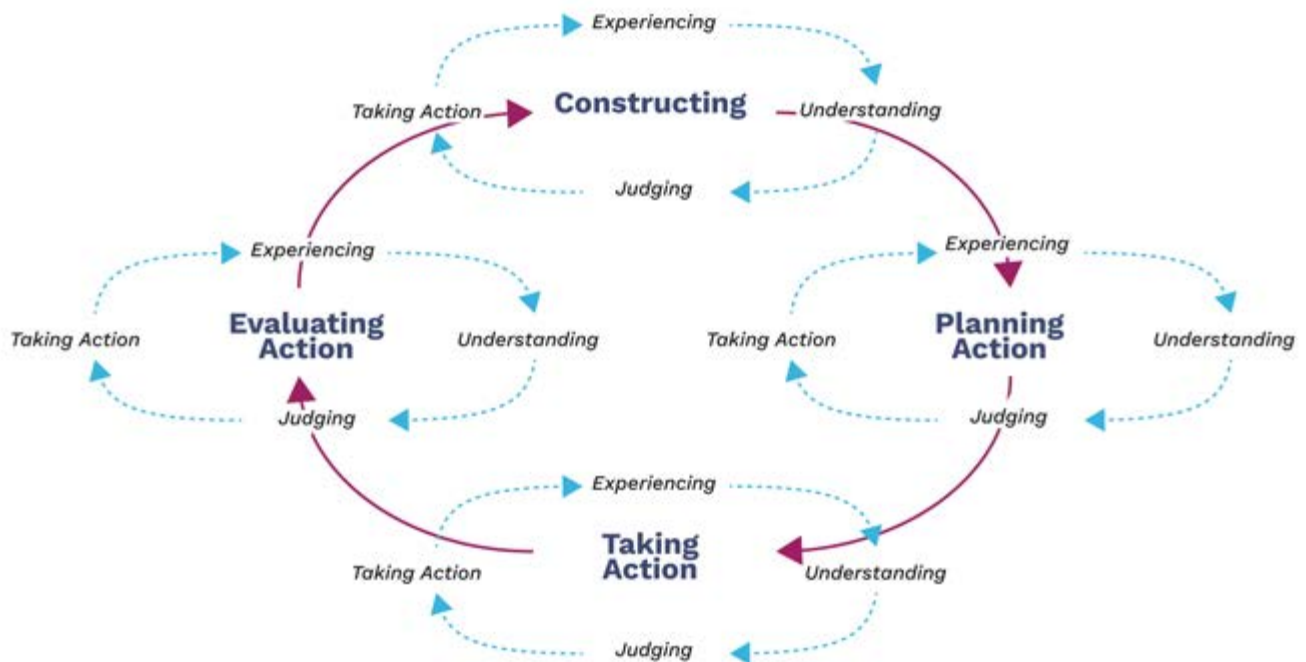 Experiencing
Taking Action
Constructing
Understanding
Judging
Experiencing
Taking Action
Evaluating
Action
Understanding
Judging
Experiencing
Taking Action
Planning
Action
Understanding
Judging
Experiencing
Taking Action
Taking
Action
Understanding
Judging